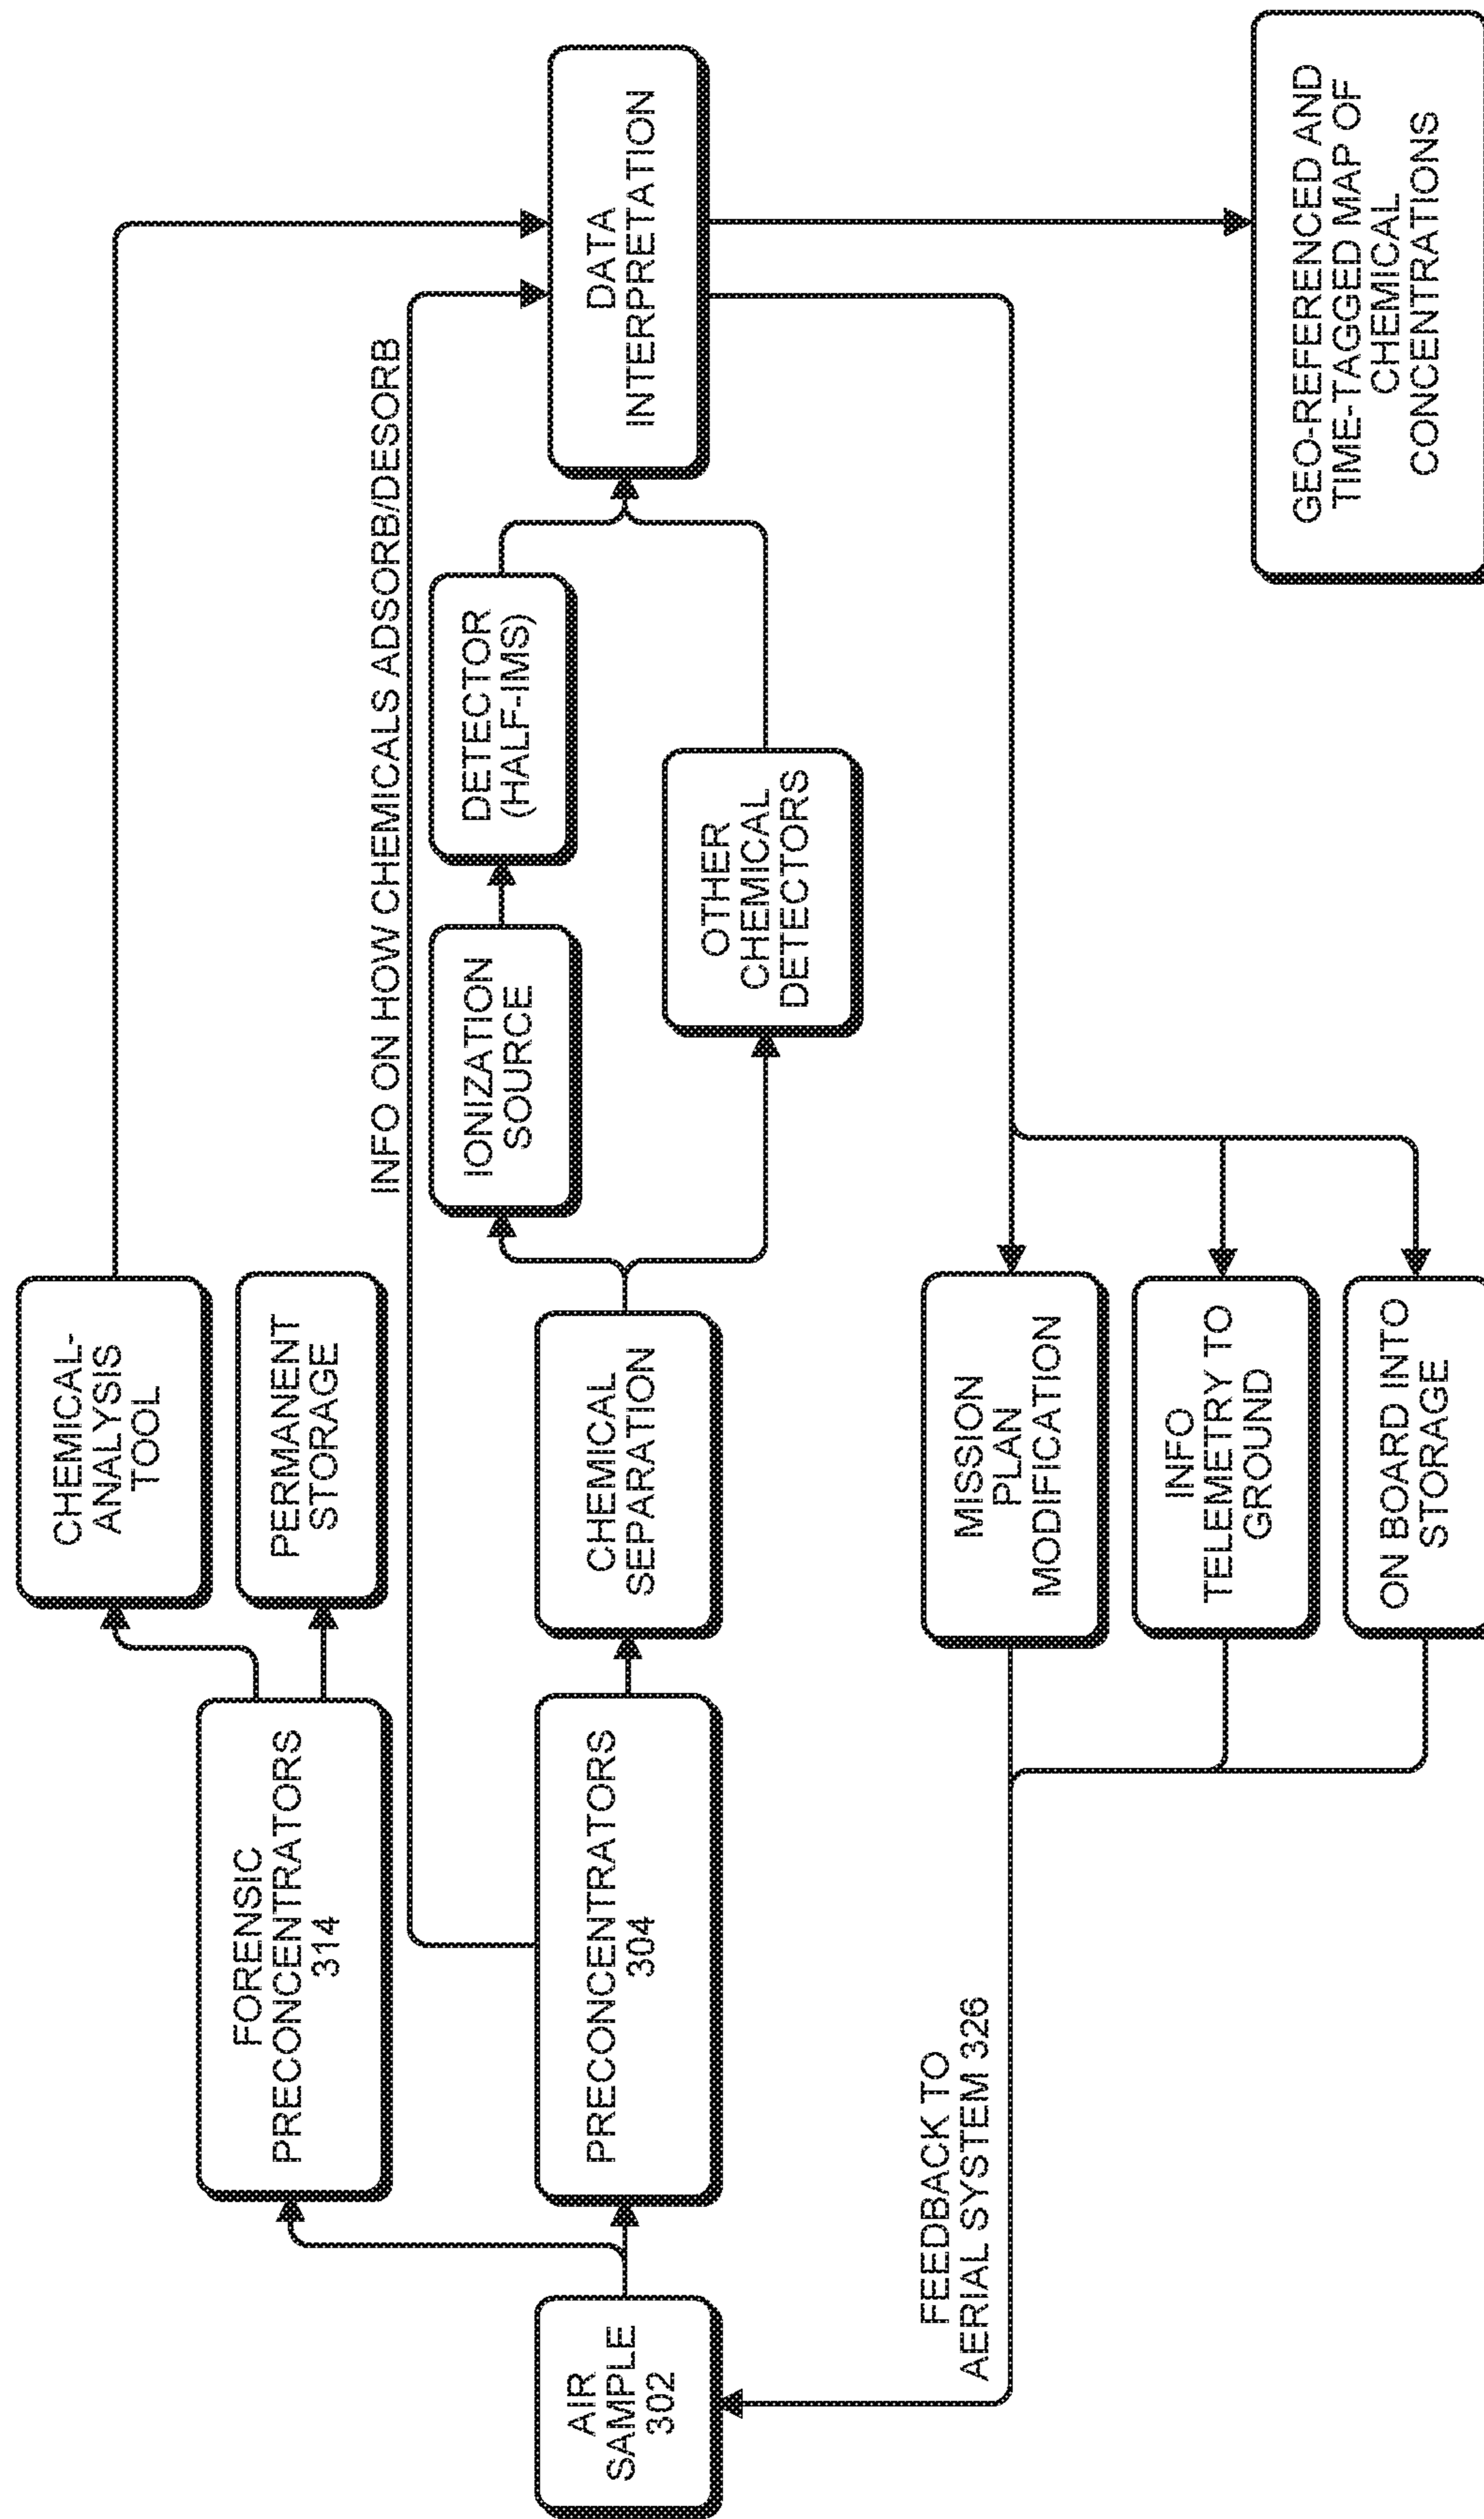 AIR
SAMPLE
302
FORENSIC
PRECONCENTRATORS
314
PRECONCENTRATORS
304
CHEMICAL-
ANALYSIS
TOOL
PERMANENT
STORAGE
INFO ON HOW CHEMICALS ADSORB/DESORB
CHEMICAL
SEPARATION
IONIZATION
SOURCE
DETECTOR
(HALF-IMS)
OTHER
CHEMICAL
DETECTORS
DATA
INTERPRETATION
FEEDBACK TO
AERIAL SYSTEM 326
MISSION
PLAN
MODIFICATION
INFO
TELEMETRY TO
GROUND
ON BOARD INTO
STORAGE
GEO-REFERENCED AND
TIME-TAGGED MAP OF
CHEMICAL
CONCENTRATIONS